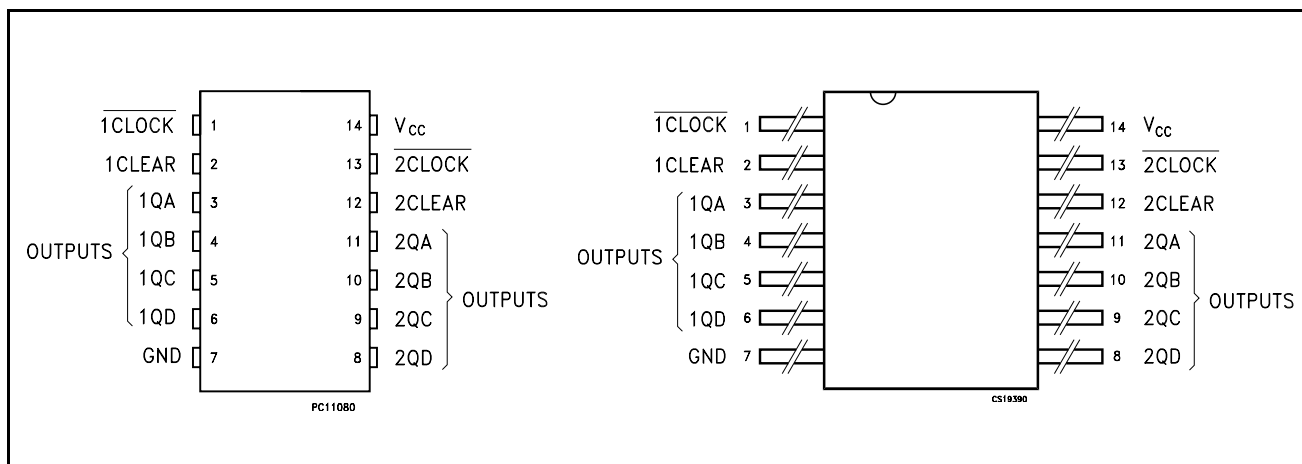 1CLOCK 1 14 VCC
1CLEAR 2 13 2CLOCK
1QA 3 12 2CLEAR
1QB 4 11 2QA
OUTPUTS
1QC 5 10 2QB
OUTPUTS
1QD 6 9 2QC
GND 7 8 2QD
PC11080
1CLOCK 1 14 VCC
1CLEAR 2 13 2CLOCK
1QA 3 12 2CLEAR
1QB 4 11 2QA
OUTPUTS
1QC 5 10 2QB
OUTPUTS
1QD 6 9 2QC
GND 7 8 2QD
CS19390